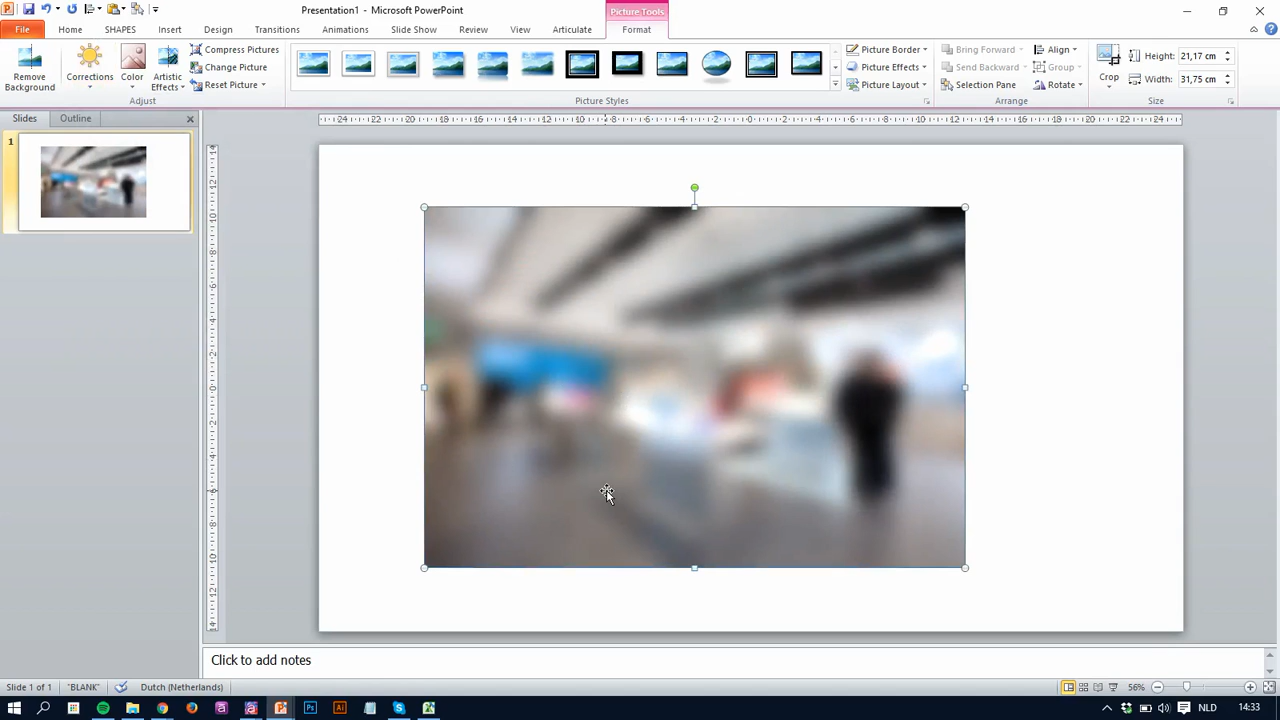 Presentation1 - Microsoft PowerPoint
Picture Tools
File
Home
SHAPES
Insert
Design
Transitions
Animations
Slide Show
Review
View
Articulate
Format
Remove Background
Corrections
Color
Artistic Effects
Compress Pictures
Change Picture
Reset Picture
Adjust
Picture Styles
Picture Border
Picture Effects
Picture Layout
Bring Forward
Send Backward
Selection Pane
Align
Group
Rotate
Arrange
Crop
Height: 21,17 cm
Width: 31,75 cm
Size
Slides
Outline
1
Click to add notes
Slide 1 of 1
"BLANK"
Dutch (Netherlands)
56%
NLD
14:33